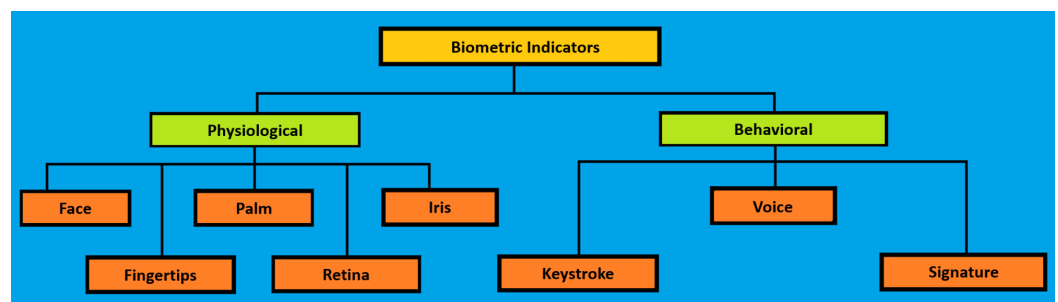 Biometric Indicators
Physiological
Behavioral
Face
Palm
Iris
Voice
Fingertips
Retina
Keystroke
Signature